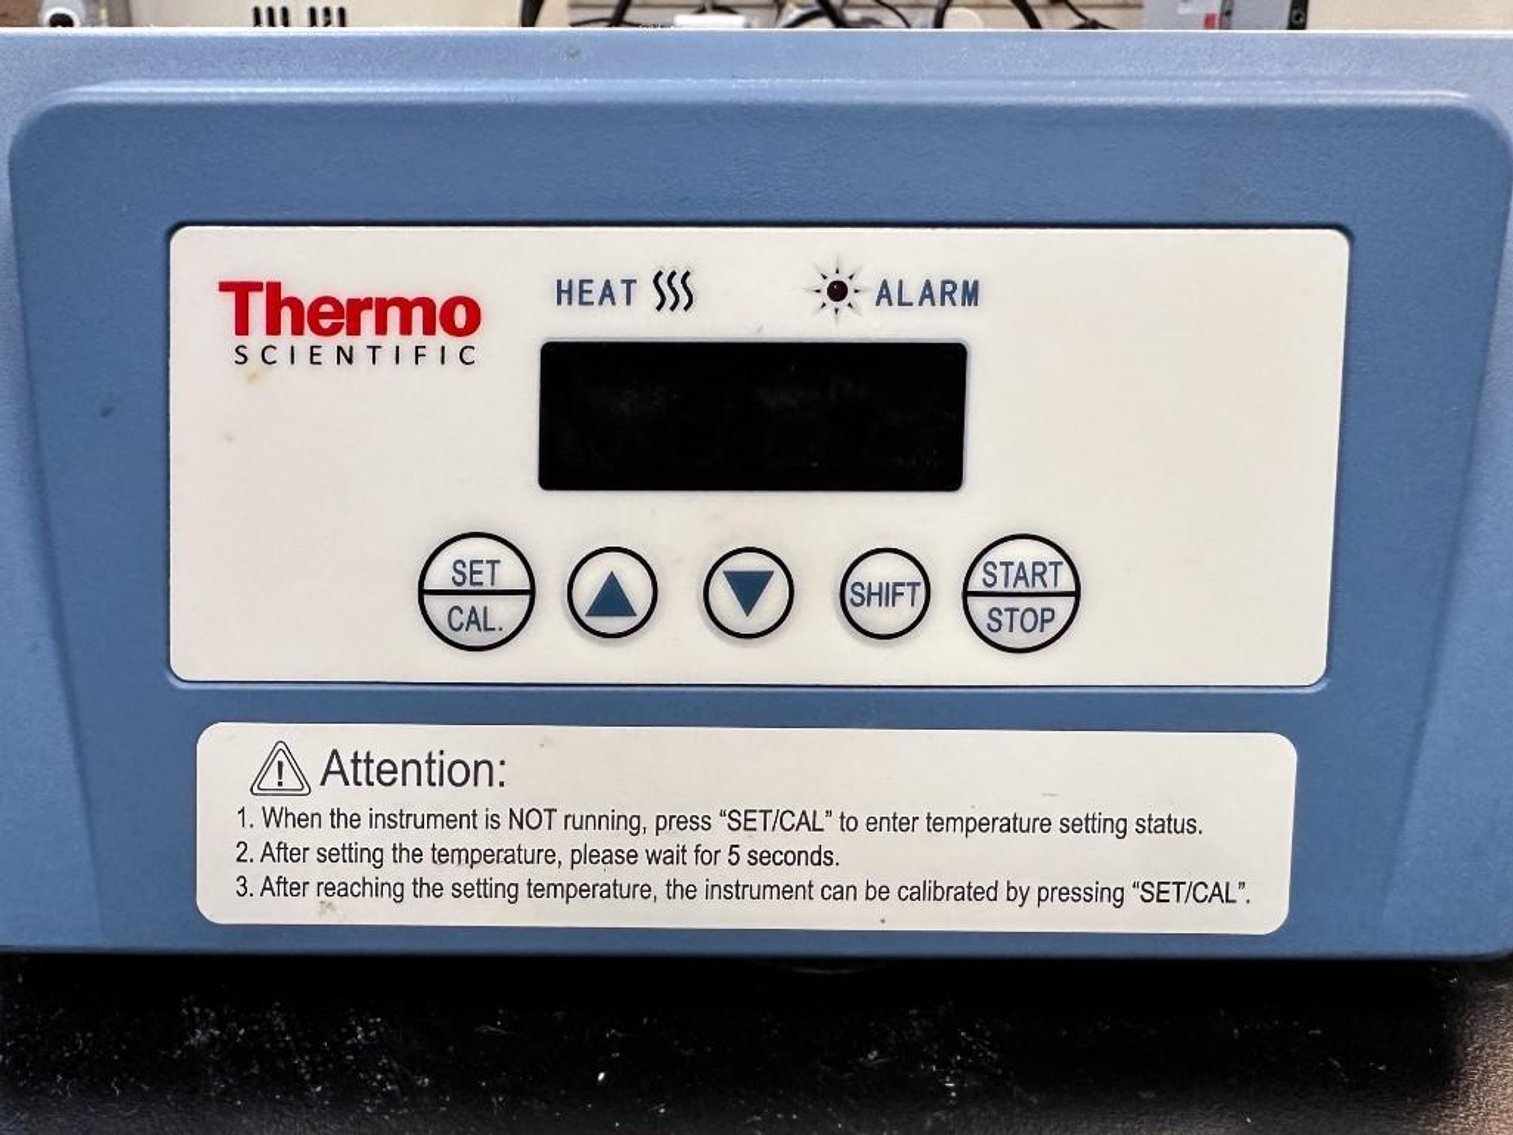 Thermo
SCIENTIFIC
HEAT
ALARM
SET
CAL.
SHIFT
START
STOP
Attention:
1. When the instrument is NOT running, press “SET/CAL” to enter temperature setting status.
2. After setting the temperature, please wait for 5 seconds.
3. After reaching the setting temperature, the instrument can be calibrated by pressing “SET/CAL”.